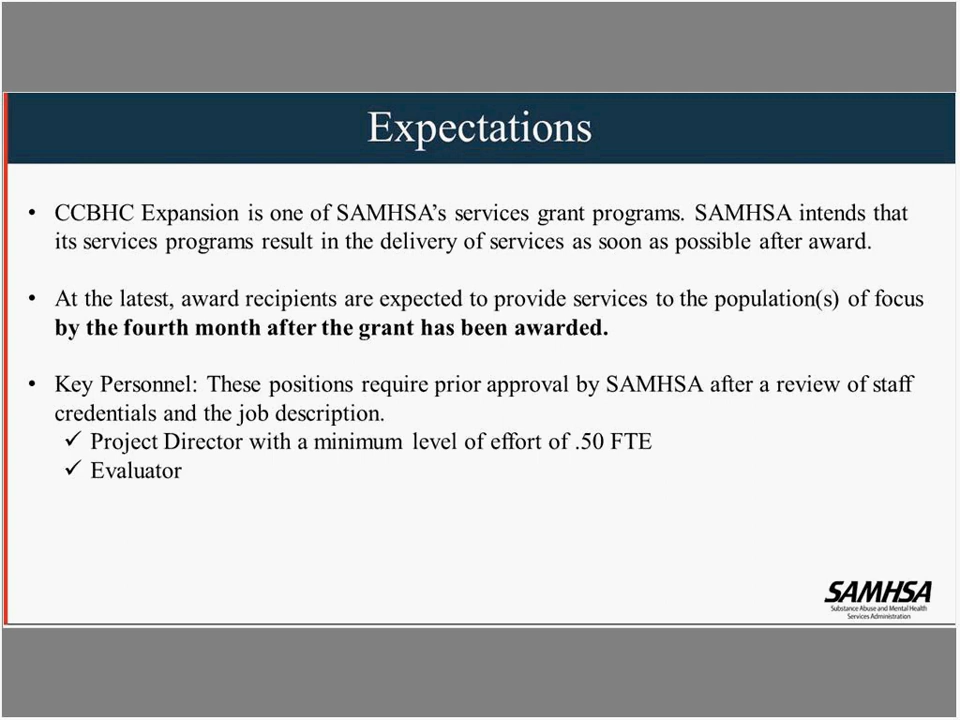 Expectations
• CCBHC Expansion is one of SAMHSA’s services grant programs. SAMHSA intends that
its services programs result in the delivery of services as soon as possible after award.
• At the latest, award recipients are expected to provide services to the population(s) of focus
by the fourth month after the grant has been awarded.
• Key Personnel: These positions require prior approval by SAMHSA after a review of staff
credentials and the job description.
✓ Project Director with a minimum level of effort of .50 FTE
✓ Evaluator
SAMHSA
Substance Abuse and Mental Health
Services Administration